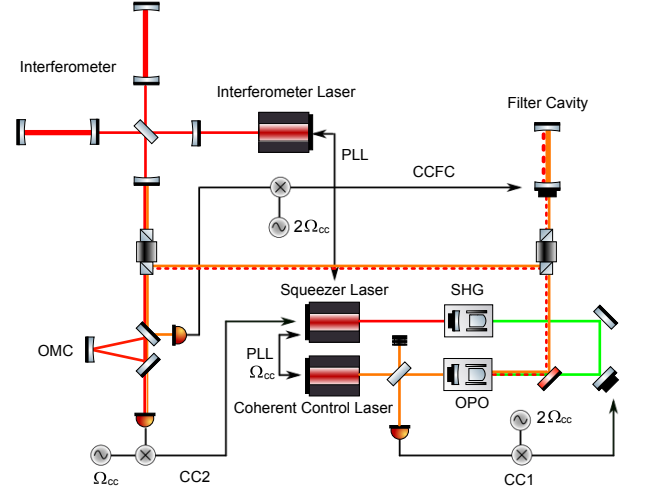 Interferometer
Interferometer Laser
Filter Cavity
PLL
CCFC
2Ωcc
Squeezer Laser
SHG
OMC
PLL
Ωcc
OPO
Coherent Control Laser
2Ωcc
Ωcc
CC2
CC1